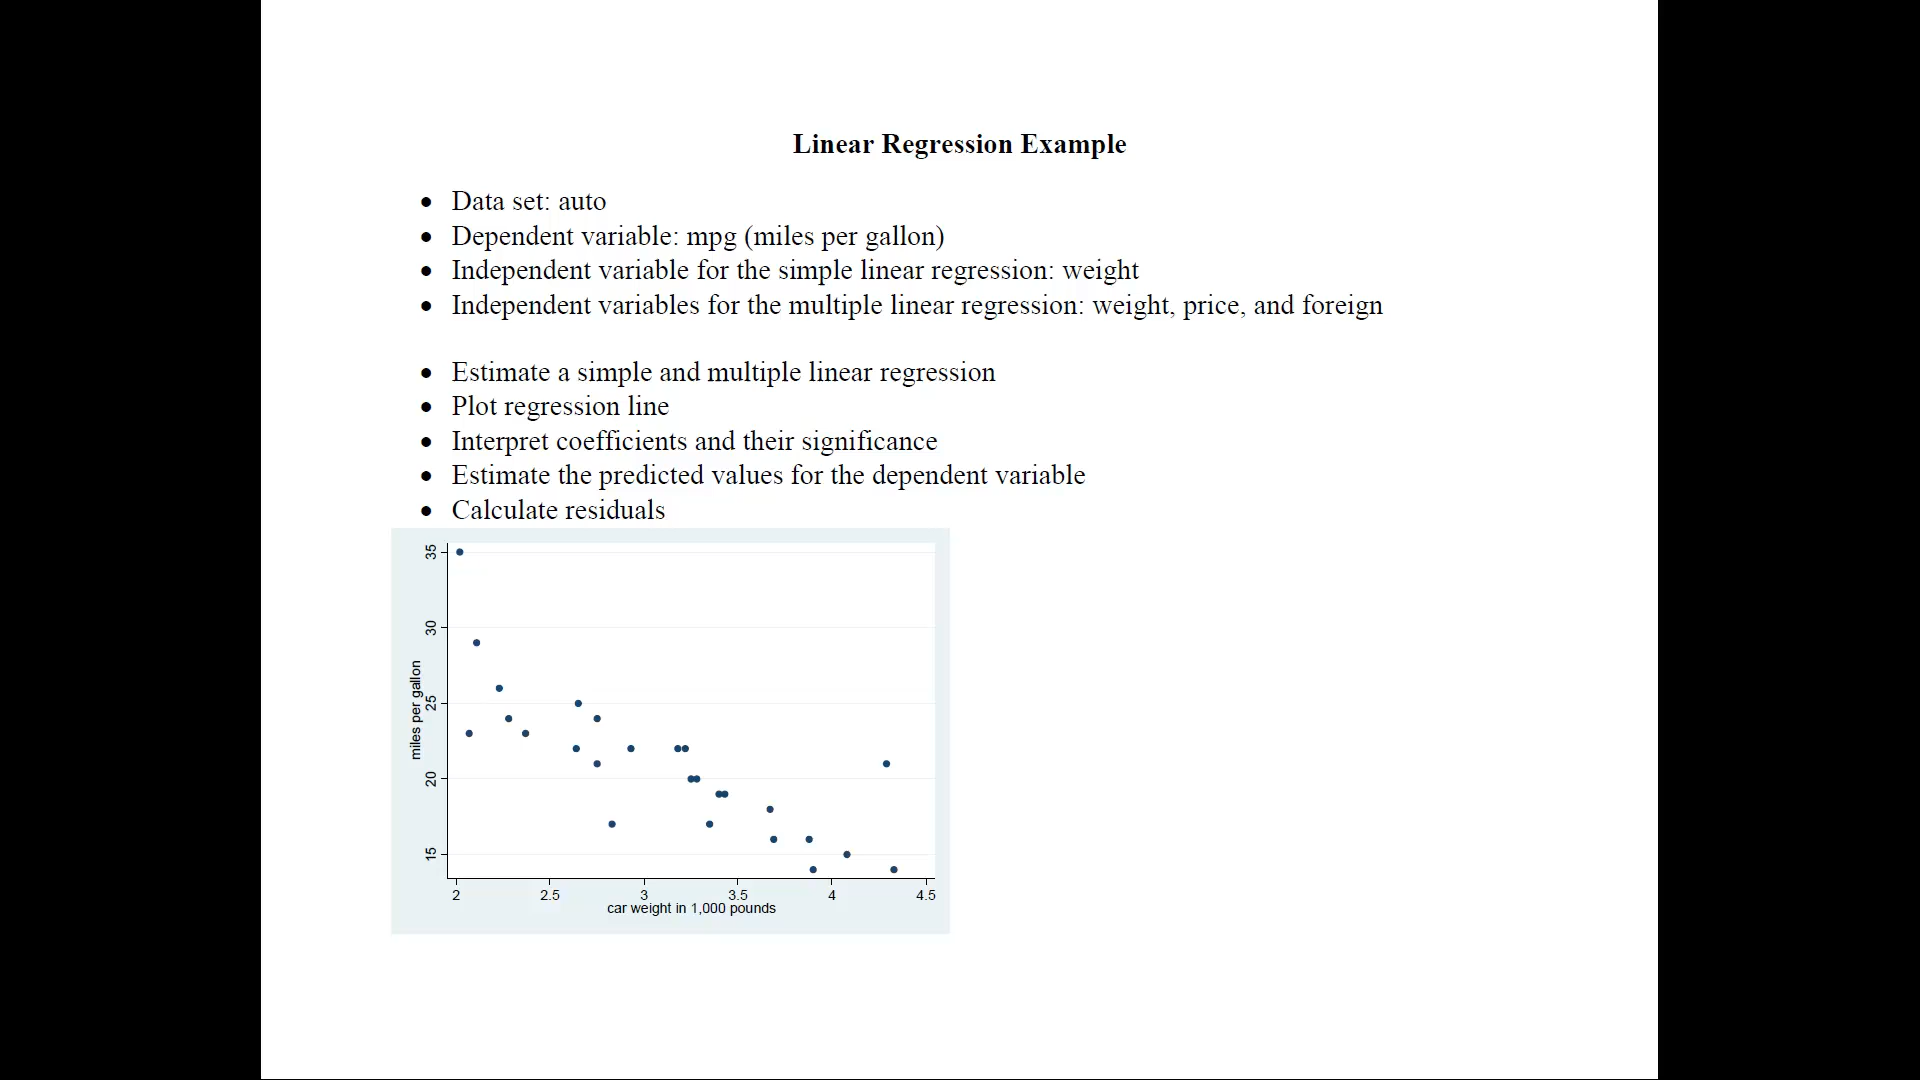 Linear Regression Example
• Data set: auto
• Dependent variable: mpg (miles per gallon)
• Independent variable for the simple linear regression: weight
• Independent variables for the multiple linear regression: weight, price, and foreign
• Estimate a simple and multiple linear regression
• Plot regression line
• Interpret coefficients and their significance
• Estimate the predicted values for the dependent variable
• Calculate residuals
miles per gallon
35
30
25
20
15
2 2.5 3 3.5 4 4.5
car weight in 1,000 pounds